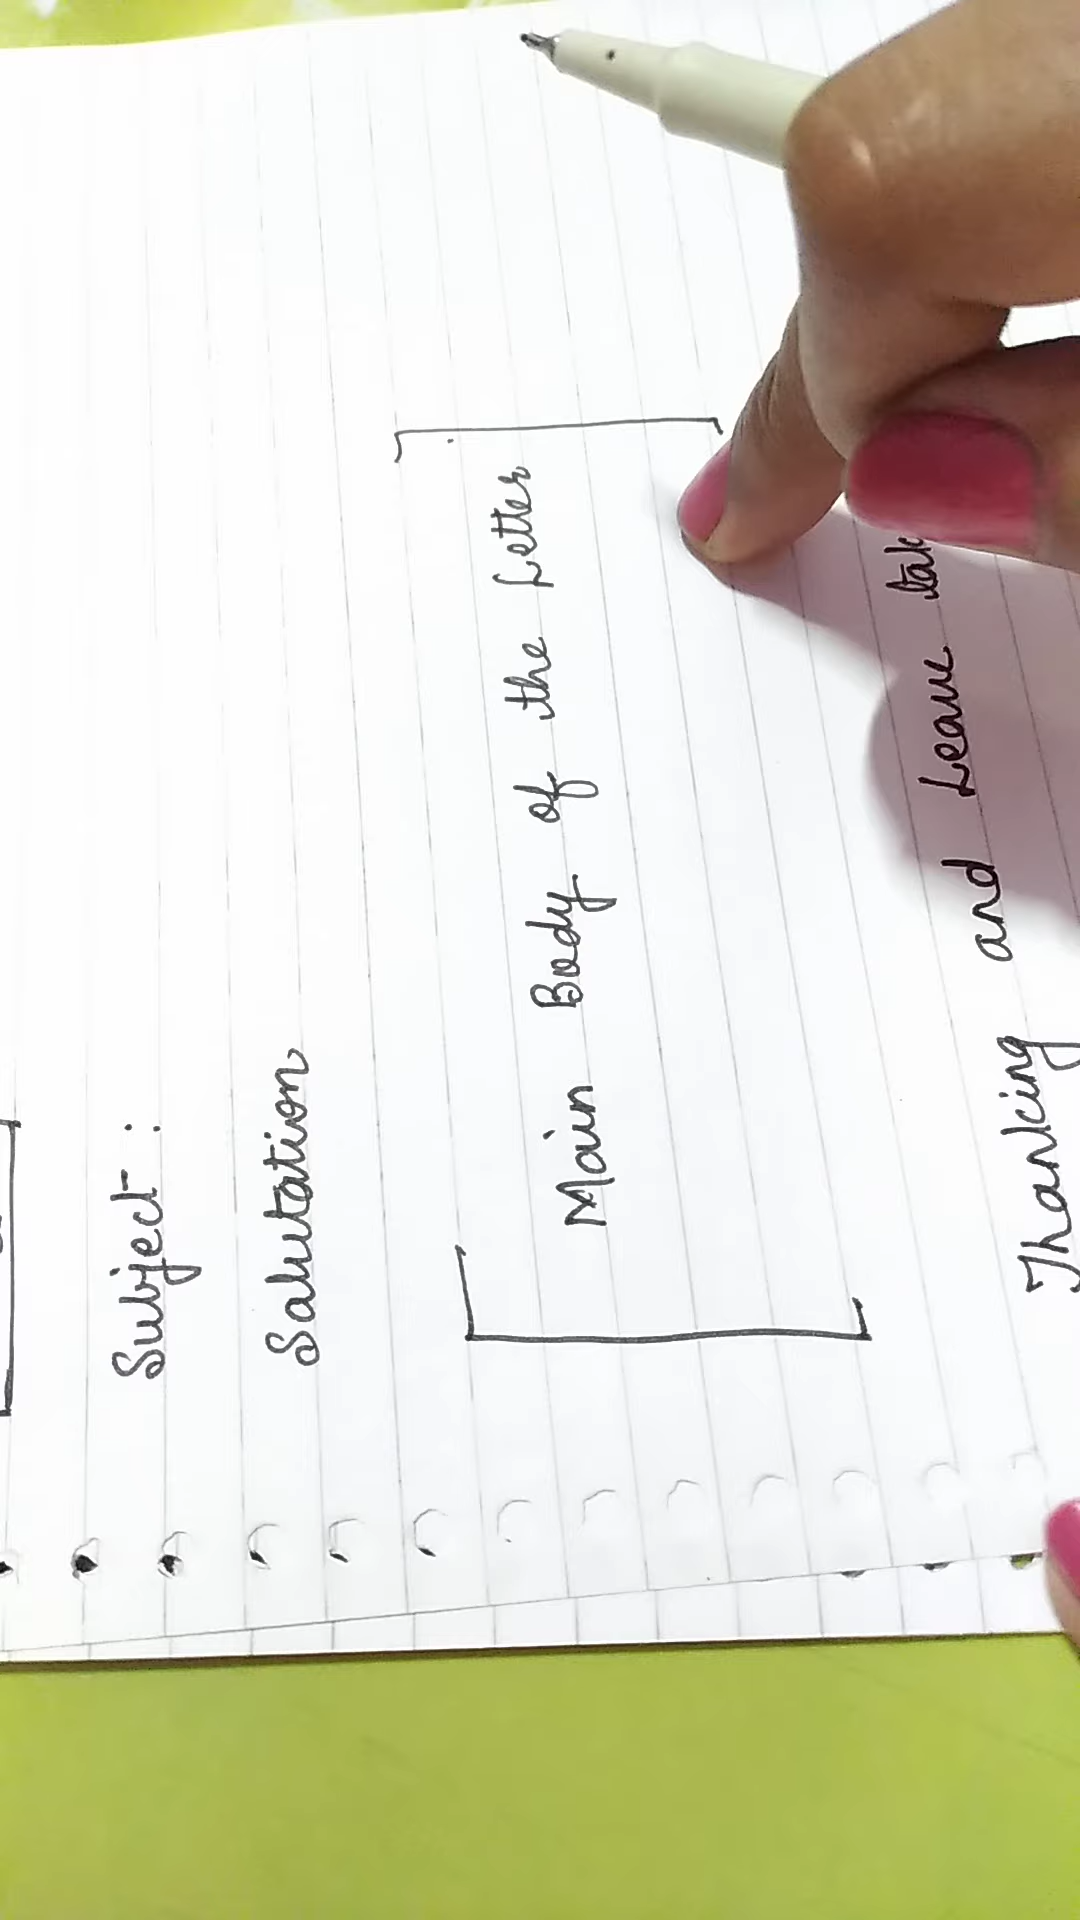 Subject :
Salutation
Main Body of the Letter
Thanking and Leave